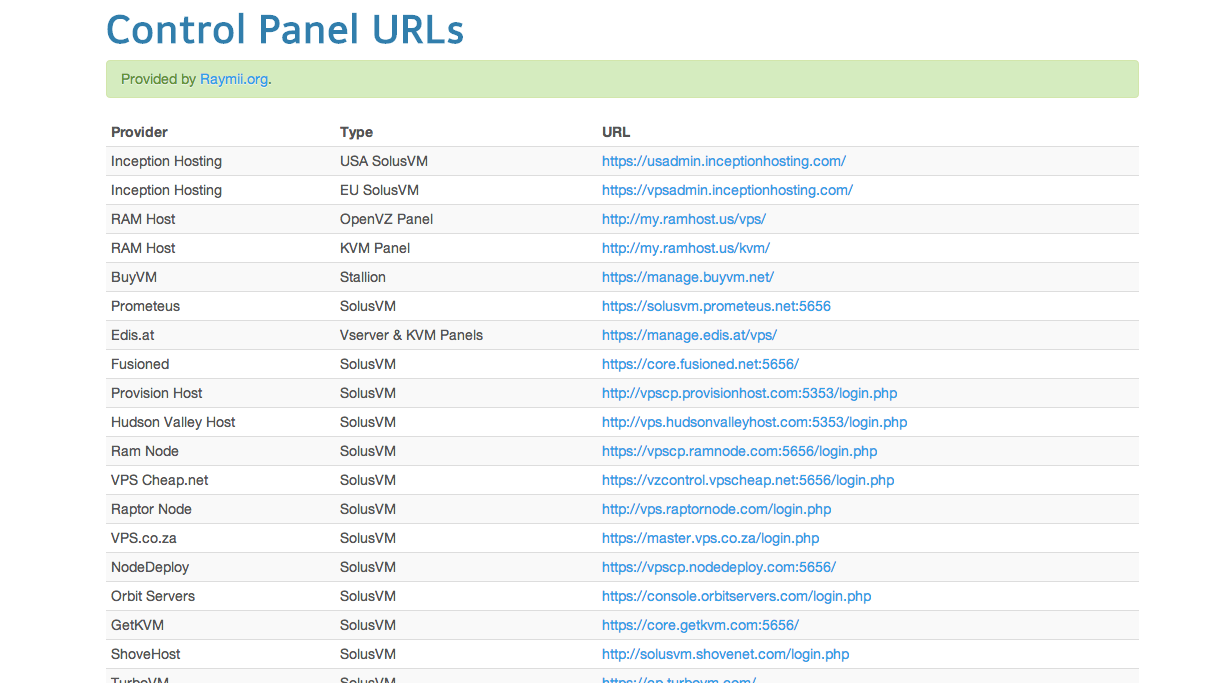 Control Panel URLs
Provided by Raymii.org.
Provider Type URL
Inception Hosting USA SolusVM https://usadmin.inceptionhosting.com/
Inception Hosting EU SolusVM https://vpsadmin.inceptionhosting.com/
RAM Host OpenVZ Panel http://my.ramhost.us/vps/
RAM Host KVM Panel http://my.ramhost.us/kvm/
BuyVM Stallion https://manage.buyvm.net/
Prometeus SolusVM https://solusvm.prometeus.net:5656
Edis.at Vserver & KVM Panels https://manage.edis.at/vps/
Fusioned SolusVM https://core.fusioned.net:5656/
Provision Host SolusVM http://vpscp.provisionhost.com:5353/login.php
Hudson Valley Host SolusVM http://vps.hudsonvalleyhost.com:5353/login.php
Ram Node SolusVM https://vpscp.ramnode.com:5656/login.php
VPS Cheap.net SolusVM https://vzcontrol.vpscheap.net:5656/login.php
Raptor Node SolusVM http://vps.raptornode.com/login.php
VPS.co.za SolusVM https://master.vps.co.za/login.php
NodeDeploy SolusVM https://vpscp.nodedeploy.com:5656/
Orbit Servers SolusVM https://console.orbitservers.com/login.php
GetKVM SolusVM https://core.getkvm.com:5656/
ShoveHost SolusVM http://solusvm.shovenet.com/login.php
TurboVM SolusVM https://cp.turbovm.com/